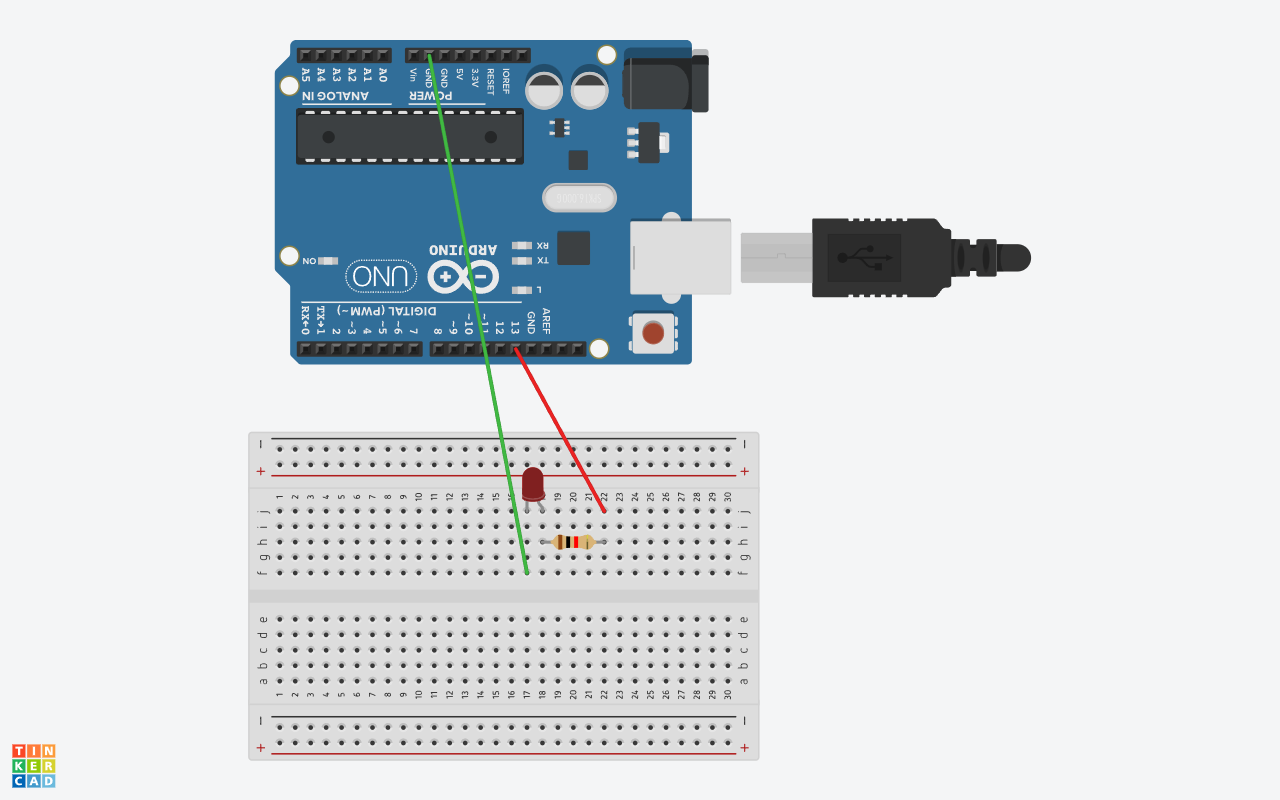 A5 A4 A3 A2 A1 A0 Vin GND GND 5V 3.3V RESET IOREF
ANALOG IN POWER
RX
ARDUINO
TX
ON UNO + − L
DIGITAL (PWM ~)
RX←0 TX→1 2 ~3 4 ~5 ~6 7 8 ~9 ~10 ~11 12 13 GND AREF
− −
+ +
1 2 3 4 5 6 7 8 9 10 11 12 13 14 15 16 19 20 21 22 23 24 25 26 27 28 29 30
j j
i i
h h
g g
f f
e e
d d
c c
b b
a a
1 2 3 4 5 6 7 8 9 10 11 12 13 14 15 16 17 18 19 20 21 22 23 24 25 26 27 28 29 30
− −
+ +
TIN
KER
CAD